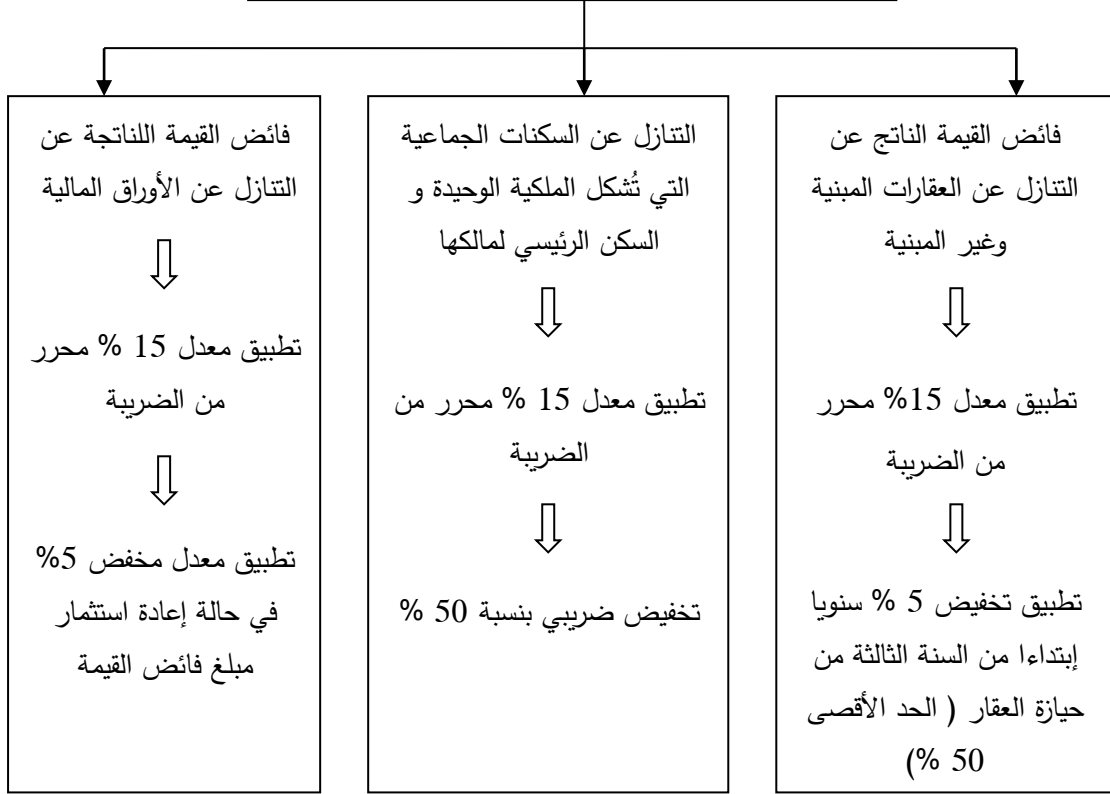 فائض القيمة الناتج عن
التنازل عن العقارات المبنية
وغير المبنية
تطبيق معدل 15% محرر
من الضريبة
تطبيق تخفيض 5 % سنويا
إبتداءا من السنة الثالثة من
حيازة العقار ( الحد الأقصى
50 %)
التنازل عن السكنات الجماعية
التي تُشكل الملكية الوحيدة و
السكن الرئيسي لمالكها
تطبيق معدل 15 % محرر من
الضريبة
تخفيض ضريبي بنسبة 50 %
فائض القيمة اللناتجة عن
التنازل عن الأوراق المالية
تطبيق معدل 15 % محرر
من الضريبة
تطبيق معدل مخفض 5%
في حالة إعادة استثمار
مبلغ فائض القيمة